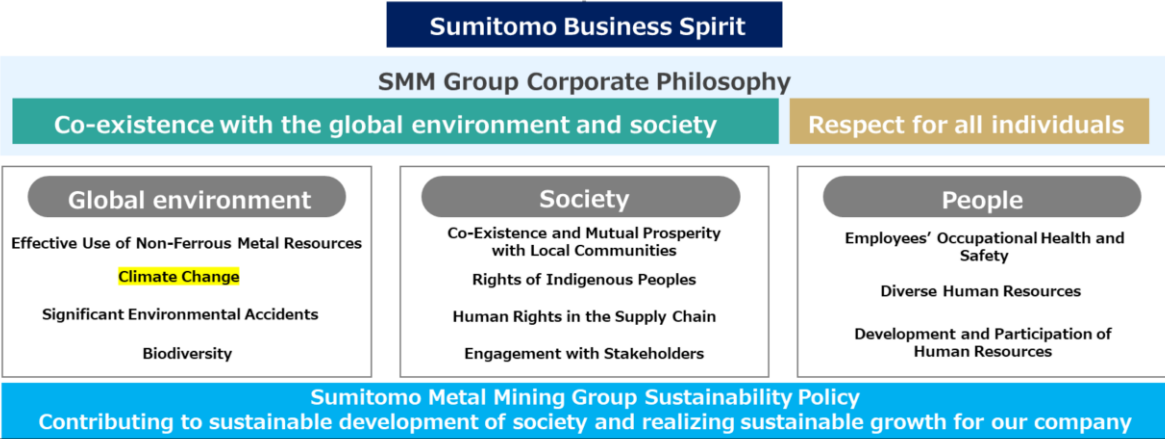 Sumitomo Business Spirit
SMM Group Corporate Philosophy
Co-existence with the global environment and society
Respect for all individuals
Global environment
Effective Use of Non-Ferrous Metal Resources
Climate Change
Significant Environmental Accidents
Biodiversity
Society
Co-Existence and Mutual Prosperity
with Local Communities
Rights of Indigenous Peoples
Human Rights in the Supply Chain
Engagement with Stakeholders
People
Employees’ Occupational Health and
Safety
Diverse Human Resources
Development and Participation of
Human Resources
Sumitomo Metal Mining Group Sustainability Policy
Contributing to sustainable development of society and realizing sustainable growth for our company